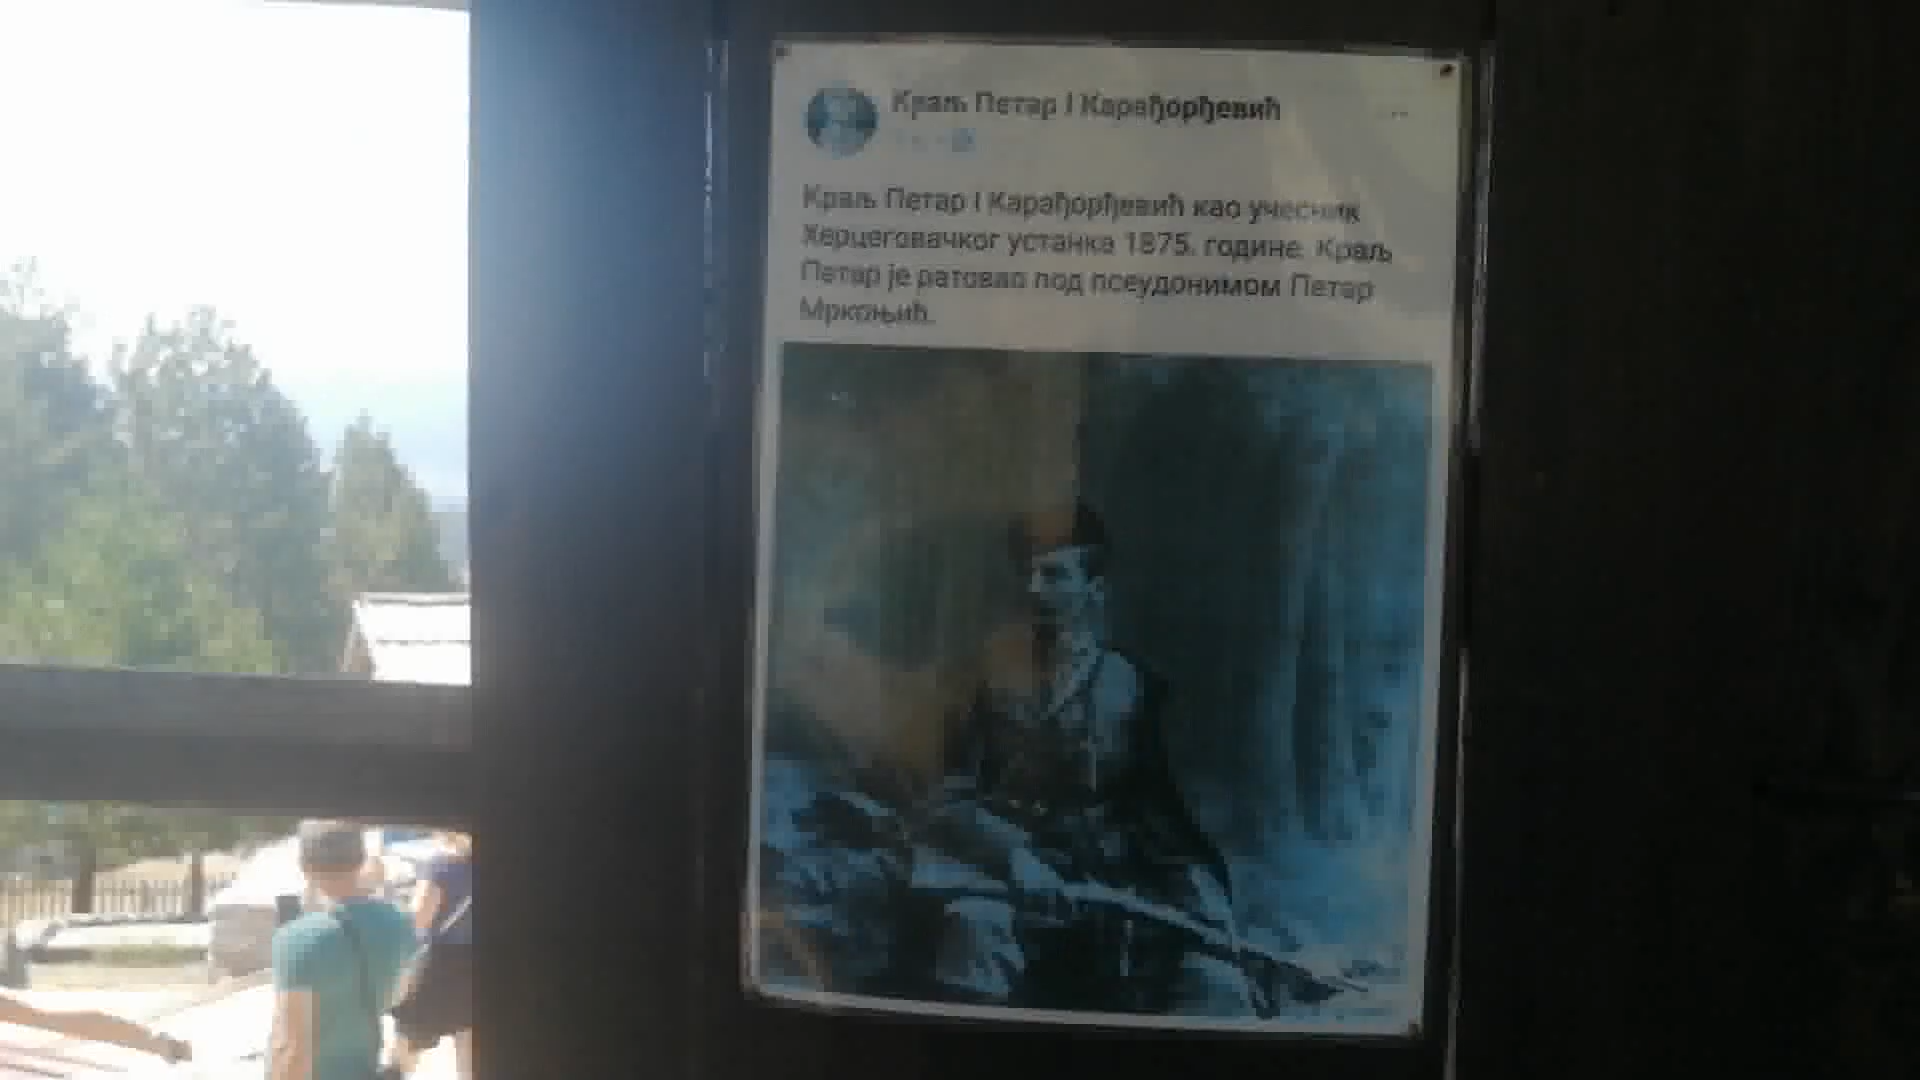 Краљ Петар I Карађорђевић
Краљ Петар I Карађорђевић као учесник
Херцеговачког устанка 1875. године. Краљ
Петар је ратовао под псеудонимом Петар
Мркоњић.